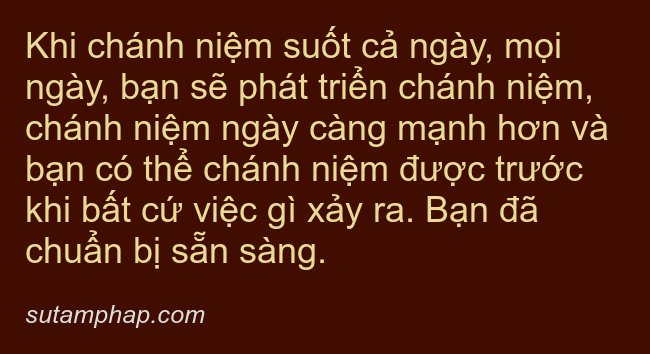 Khi chánh niệm suốt cả ngày, mọi
ngày, bạn sẽ phát triển chánh niệm,
chánh niệm ngày càng mạnh hơn và
bạn có thể chánh niệm được trước
khi bất cứ việc gì xảy ra. Bạn đã
chuẩn bị sẵn sàng.
sutamphap.com